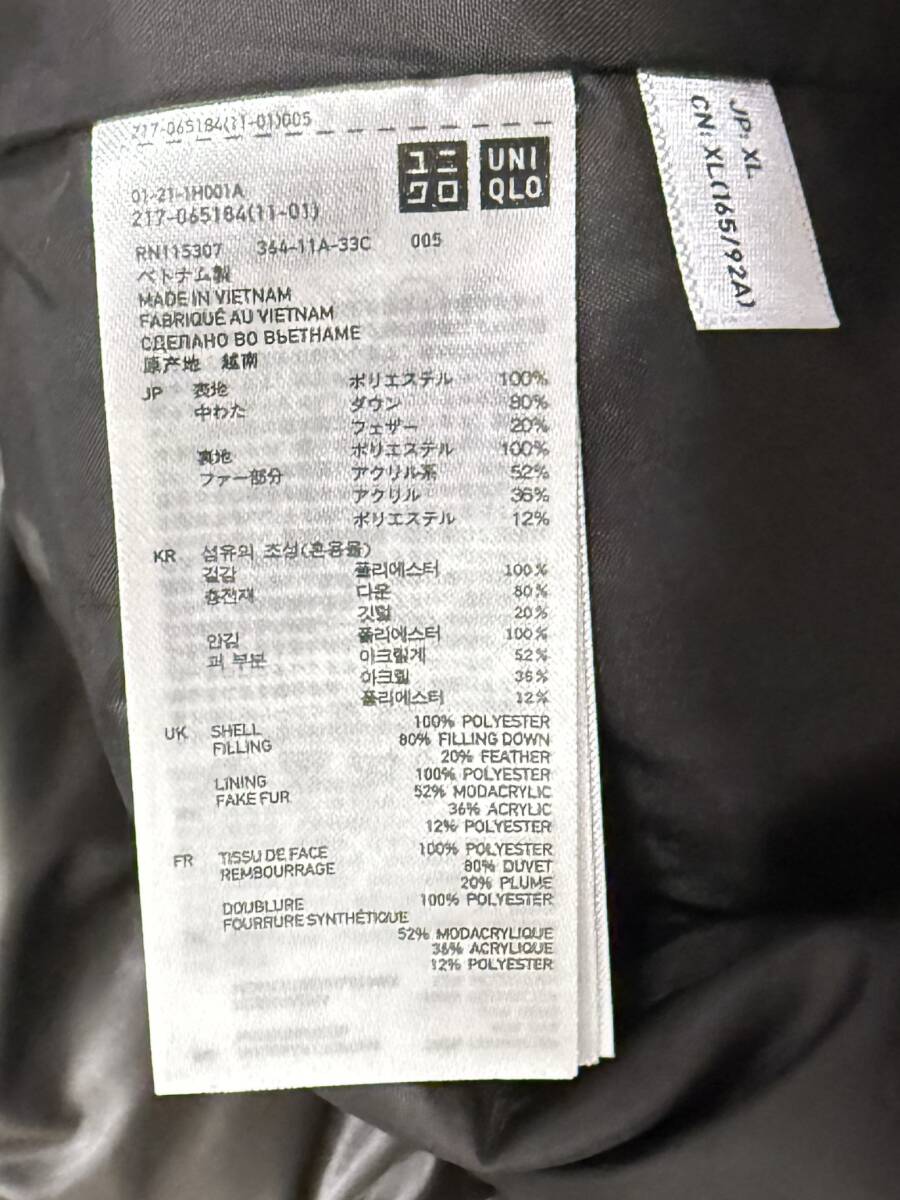 217-065184(11-01)005
ユニ
クロ
UNI
QLO
01-21-1H001A
217-065184(11-01)
RN115307 364-11A-33C 005
ベトナム製
MADE IN VIETNAM
FABRIQUÉ AU VIETNAM
СДЕЛАНО ВО ВЬЕТНАМЕ
原产地 越南
JP 表地 ポリエステル 100%
中わた ダウン 80%
フェザー 20%
裏地 ポリエステル 100%
ファー部分 アクリル系 52%
アクリル 36%
ポリエステル 12%
KR 섬유의 조성(혼용율)
겉감 폴리에스터 100%
충전재 다운 80%
깃털 20%
안감 폴리에스터 100%
퍼 부분 아크릴계 52%
아크릴 36%
폴리에스터 12%
UK SHELL 100% POLYESTER
FILLING 80% FILLING DOWN
20% FEATHER
LINING 100% POLYESTER
FAKE FUR 52% MODACRYLIC
36% ACRYLIC
12% POLYESTER
FR TISSU DE FACE 100% POLYESTER
REMBOURRAGE 80% DUVET
20% PLUME
DOUBLURE 100% POLYESTER
FOURRURE SYNTHÉTIQUE
52% MODACRYLIQUE
36% ACRYLIQUE
12% POLYESTER
JP: XL
CN: XL(165/92A)